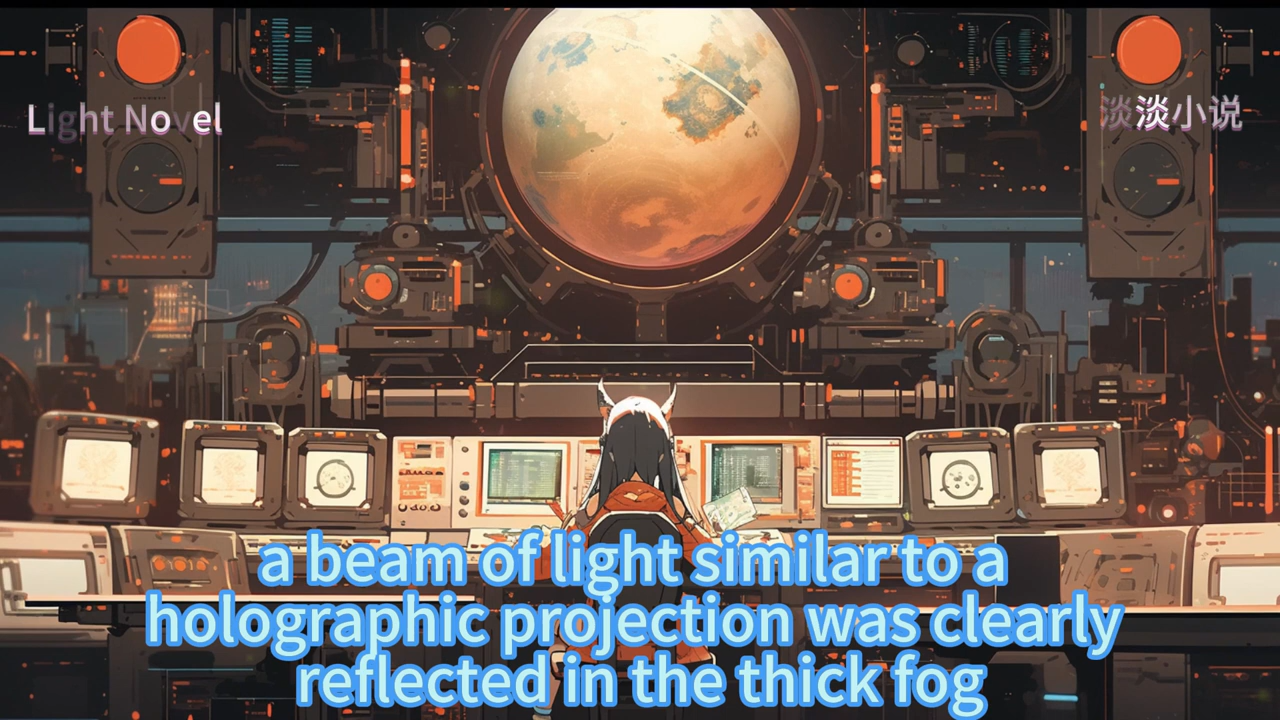 Light Novel
淡淡小说
a beam of light similar to a
holographic projection was clearly
reflected in the thick fog